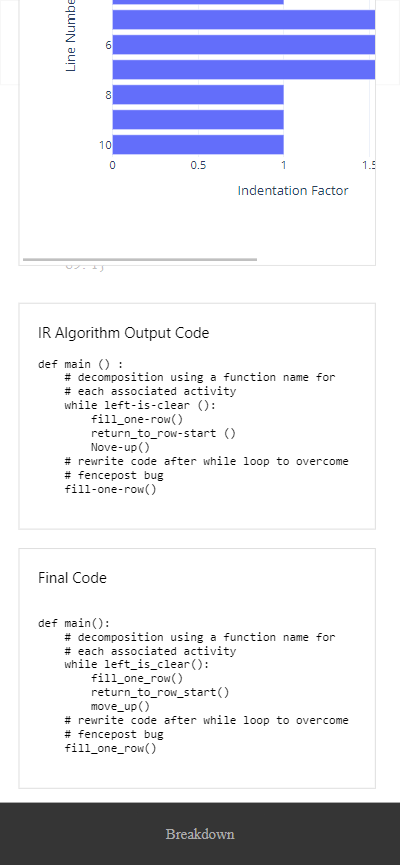 Line Numbe
6
8
10
0 0.5 1 1.5
Indentation Factor
IR Algorithm Output Code
def main () :
    # decomposition using a function name for
    # each associated activity
    while left-is-clear ():
        fill_one-row()
        return_to_row-start ()
        Nove-up()
    # rewrite code after while loop to overcome
    # fencepost bug
    fill-one-row()
Final Code
def main():
    # decomposition using a function name for
    # each associated activity
    while left_is_clear():
        fill_one_row()
        return_to_row_start()
        move_up()
    # rewrite code after while loop to overcome
    # fencepost bug
    fill_one_row()
Breakdown